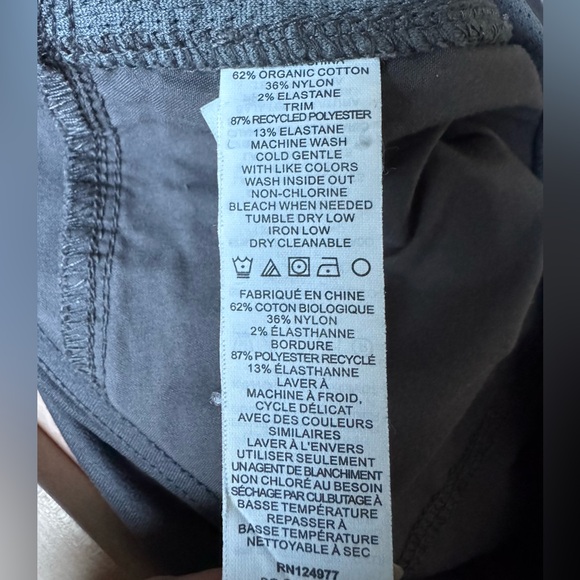 CHINA
62% ORGANIC COTTON
36% NYLON
2% ELASTANE
TRIM
87% RECYCLED POLYESTER
13% ELASTANE
MACHINE WASH
COLD GENTLE
WITH LIKE COLORS
WASH INSIDE OUT
NON-CHLORINE
BLEACH WHEN NEEDED
TUMBLE DRY LOW
IRON LOW
DRY CLEANABLE
FABRIQUÉ EN CHINE
62% COTON BIOLOGIQUE
36% NYLON
2% ÉLASTHANNE
BORDURE
87% POLYESTER RECYCLÉ
13% ÉLASTHANNE
LAVER À
MACHINE À FROID,
CYCLE DÉLICAT
AVEC DES COULEURS
SIMILAIRES
LAVER À L'ENVERS
UTILISER SEULEMENT
UN AGENT DE BLANCHIMENT
NON CHLORÉ AU BESOIN
SÉCHAGE PAR CULBUTAGE À
BASSE TEMPÉRATURE
REPASSER À
BASSE TEMPÉRATURE
NETTOYABLE À SEC
RN124977